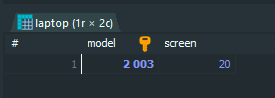 laptop (1r × 2c)
# model screen
1 2 003 20